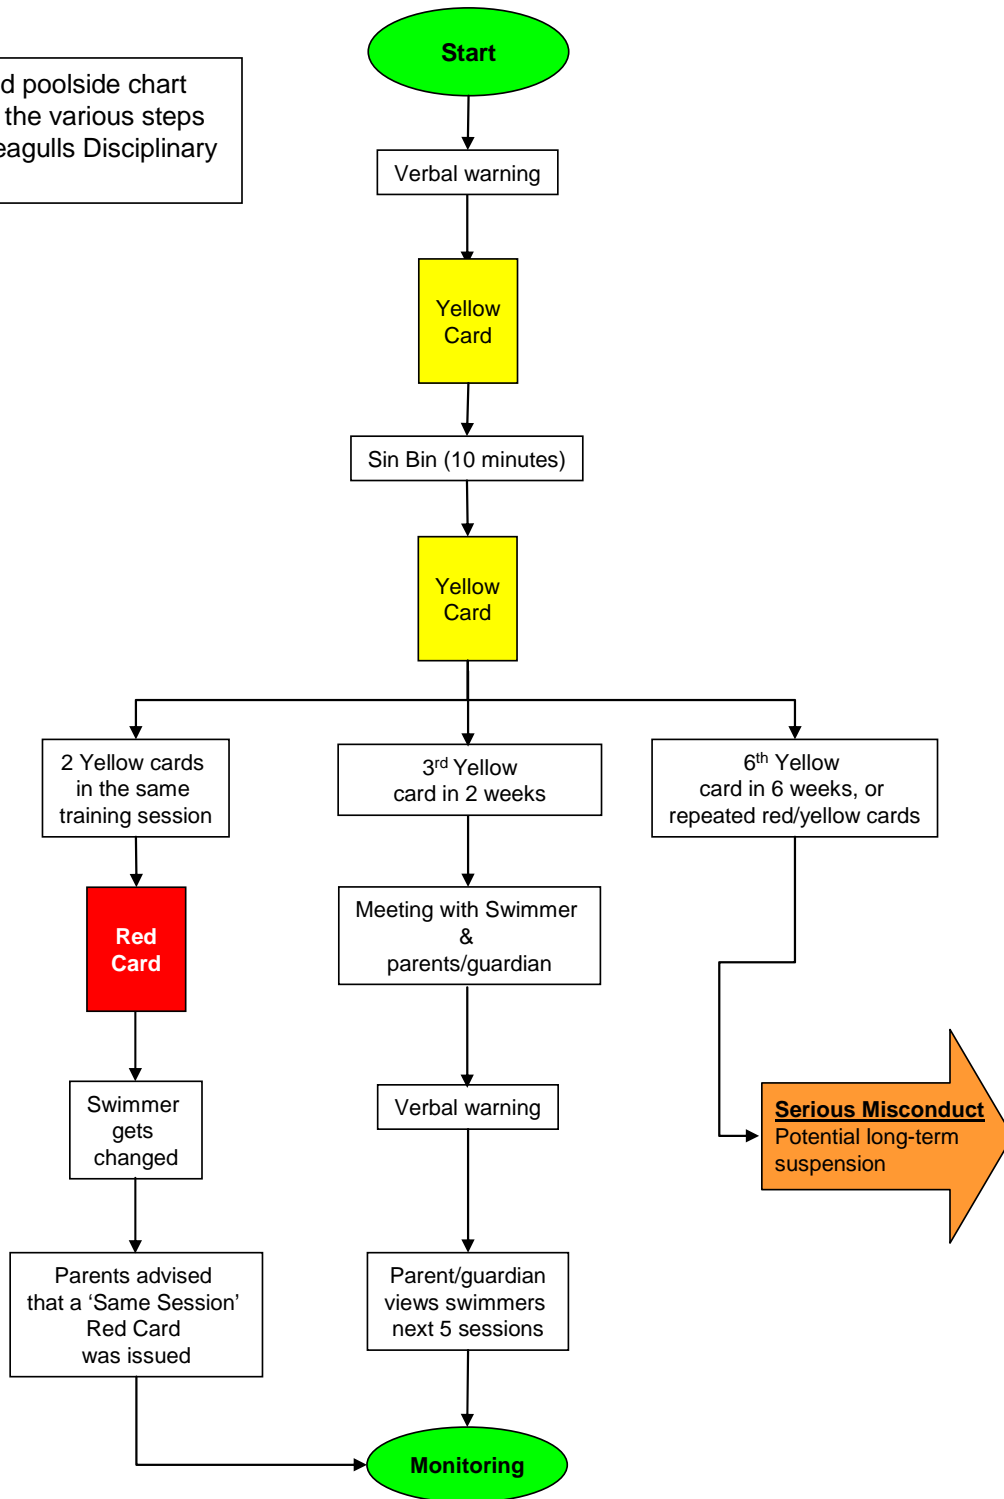 Start
d poolside chart
the various steps
eagulls Disciplinary
Verbal warning
Yellow
Card
Sin Bin (10 minutes)
Yellow
Card
2 Yellow cards
in the same
training session
3rd Yellow
card in 2 weeks
6th Yellow
card in 6 weeks, or
repeated red/yellow cards
Red
Card
Meeting with Swimmer
&
parents/guardian
Swimmer
gets
changed
Verbal warning
Serious Misconduct
Potential long-term
suspension
Parents advised
that a ‘Same Session’
Red Card
was issued
Parent/guardian
views swimmers
next 5 sessions
Monitoring